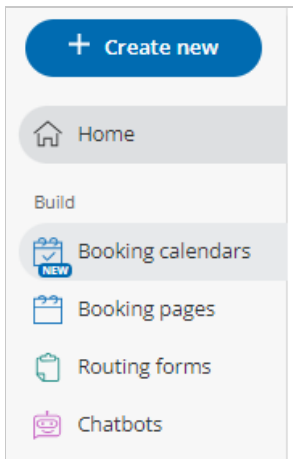 + Create new
Home
Build
Booking calendars
NEW
Booking pages
Routing forms
Chatbots